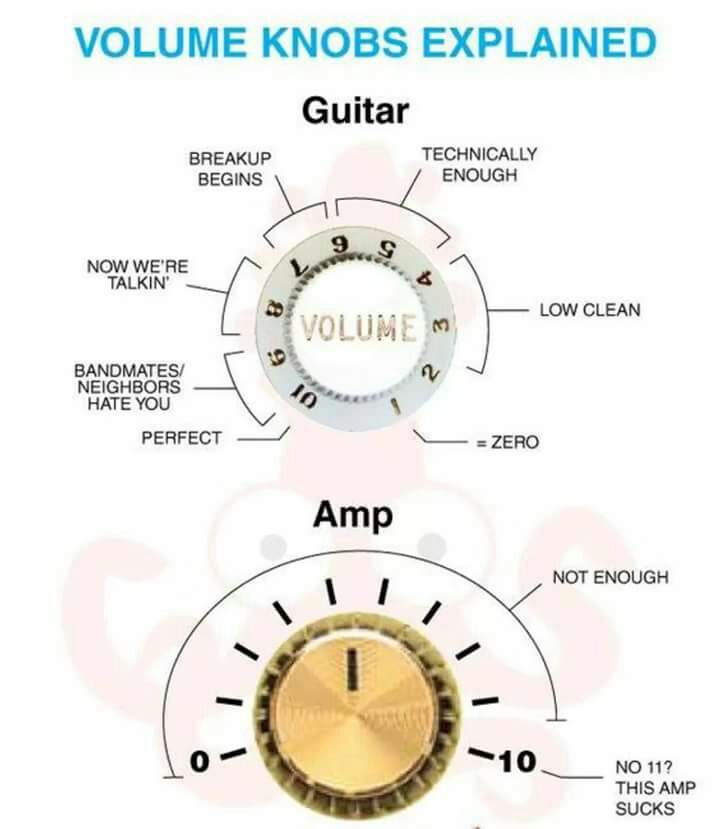 VOLUME KNOBS EXPLAINED
Guitar
BREAKUP
BEGINS
TECHNICALLY
ENOUGH
NOW WE'RE
TALKIN'
LOW CLEAN
BANDMATES/
NEIGHBORS
HATE YOU
PERFECT
= ZERO
VOLUME
1
2
3
4
5
6
7
8
9
10
Amp
NOT ENOUGH
0
10
NO 11?
THIS AMP
SUCKS